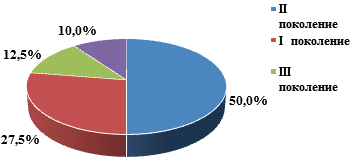 10,0%
12,5%
27,5%
50,0%
II
поколение
I поколение
III
поколение